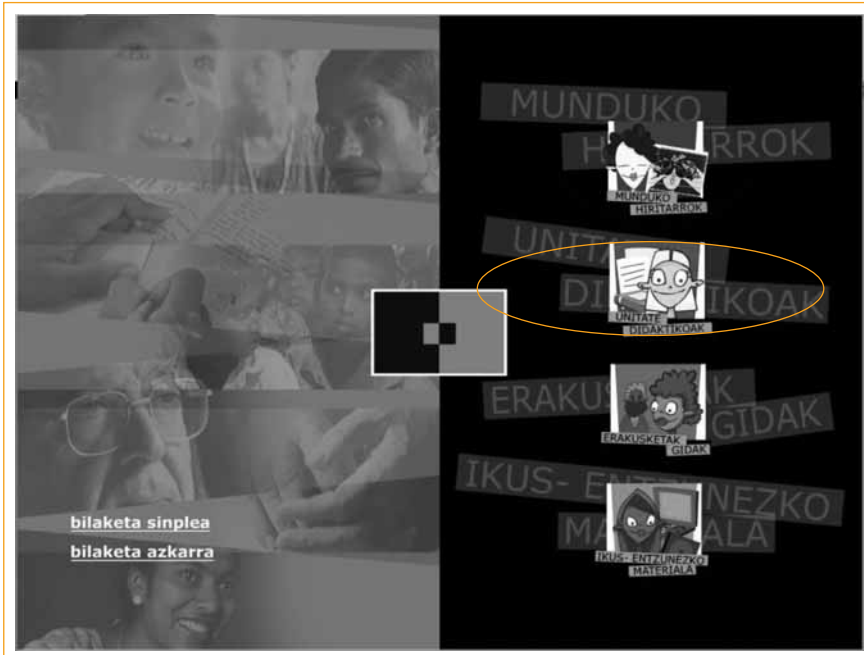 MUNDUKO
HIRITARROK
MUNDUKO
HIRITARROK
UNITATE
DIDAKTIKOAK
UNITATE
DIDAKTIKOAK
ERAKUSKETAK
GIDAK
ERAKUSKETAK
GIDAK
IKUS- ENTZUNEZKO
MATERIALA
IKUS- ENTZUNEZKO
MATERIALA
bilaketa sinplea
bilaketa azkarra